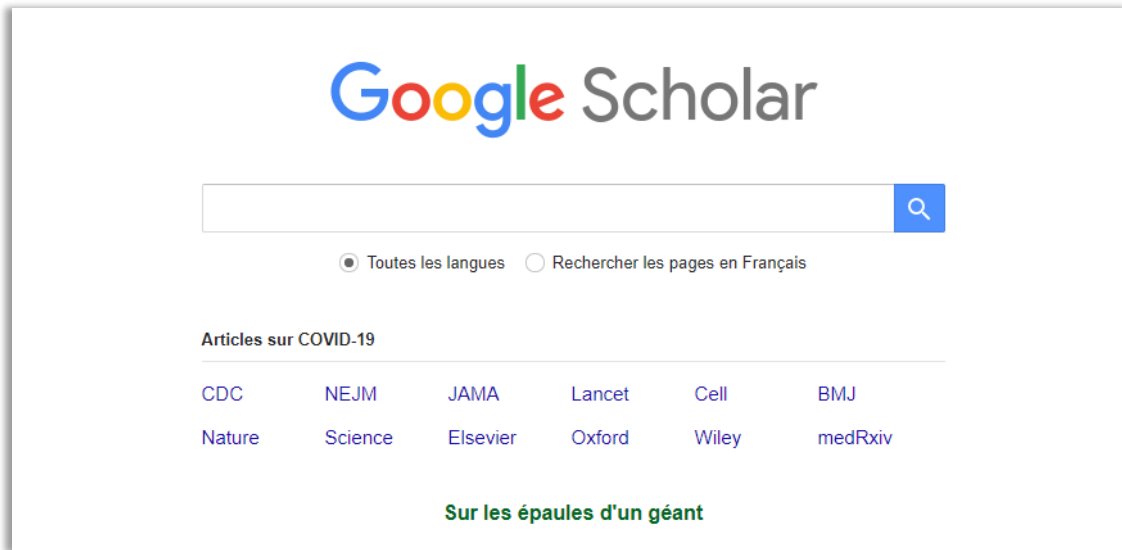 Google Scholar
Toutes les langues Rechercher les pages en Français
Articles sur COVID-19
CDC NEJM JAMA Lancet Cell BMJ
Nature Science Elsevier Oxford Wiley medRxiv
Sur les épaules d'un géant